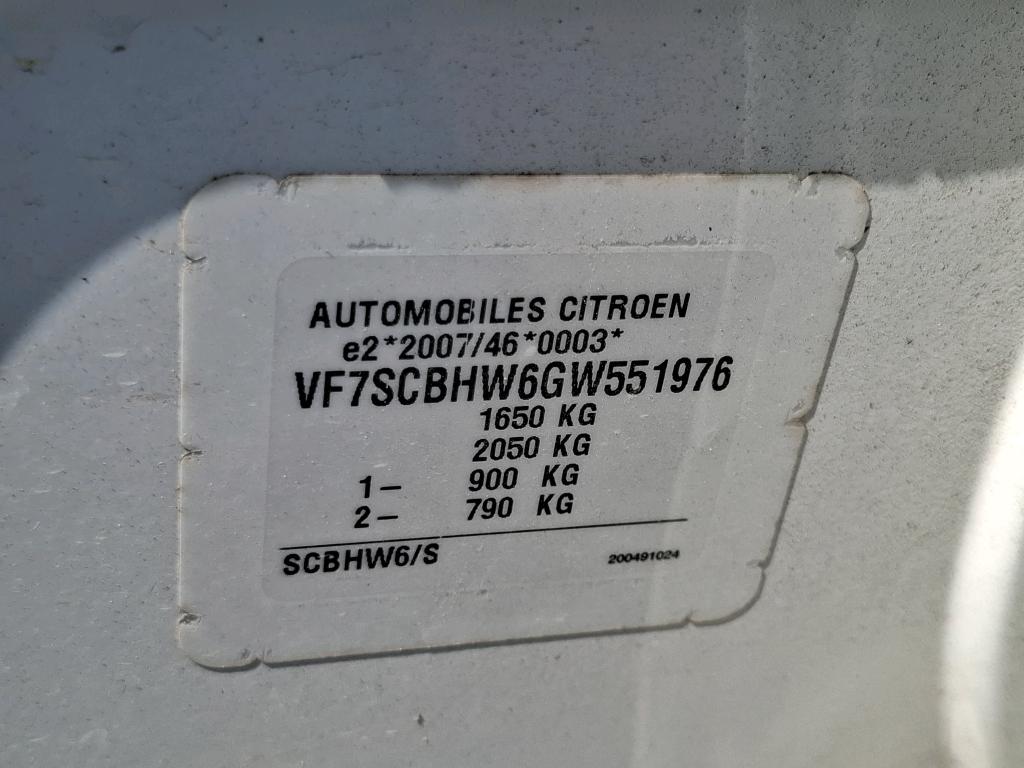 AUTOMOBILES CITROEN
e2*2007/46*0003*
VF7SCBHW6GW551976
1650 KG
2050 KG
1- 900 KG
2- 790 KG
SCBHW6/S 200491024